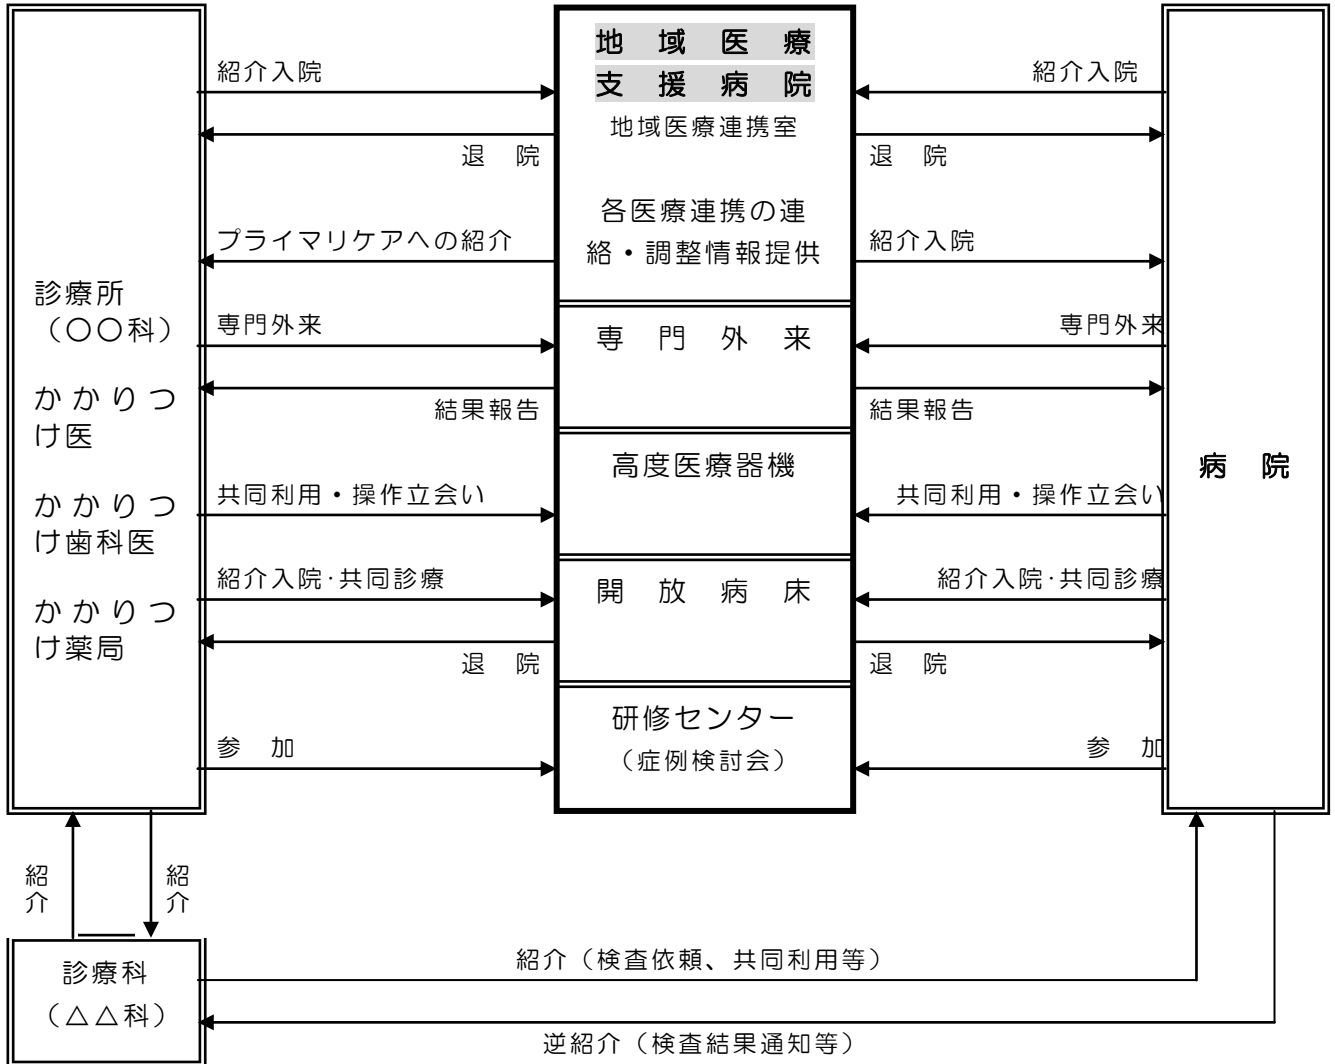 地域医療
支援病院
地域医療連携室
各医療連携の連
絡・調整情報提供
紹介入院
紹介入院
退 院
退 院
プライマリケアへの紹介
紹介入院
診療所
（〇〇科）
かかりつ
け医
かかりつ
け歯科医
かかりつ
け薬局
専門外来
専門外来
専門外来
結果報告
結果報告
高度医療器機
病 院
共同利用・操作立会い
共同利用・操作立会い
紹介入院･共同診療
開放病床
紹介入院･共同診療
退 院
退 院
研修センター
（症例検討会）
参 加
参 加
紹介
紹介
診療科
（△△科）
紹介（検査依頼、共同利用等）
逆紹介（検査結果通知等）